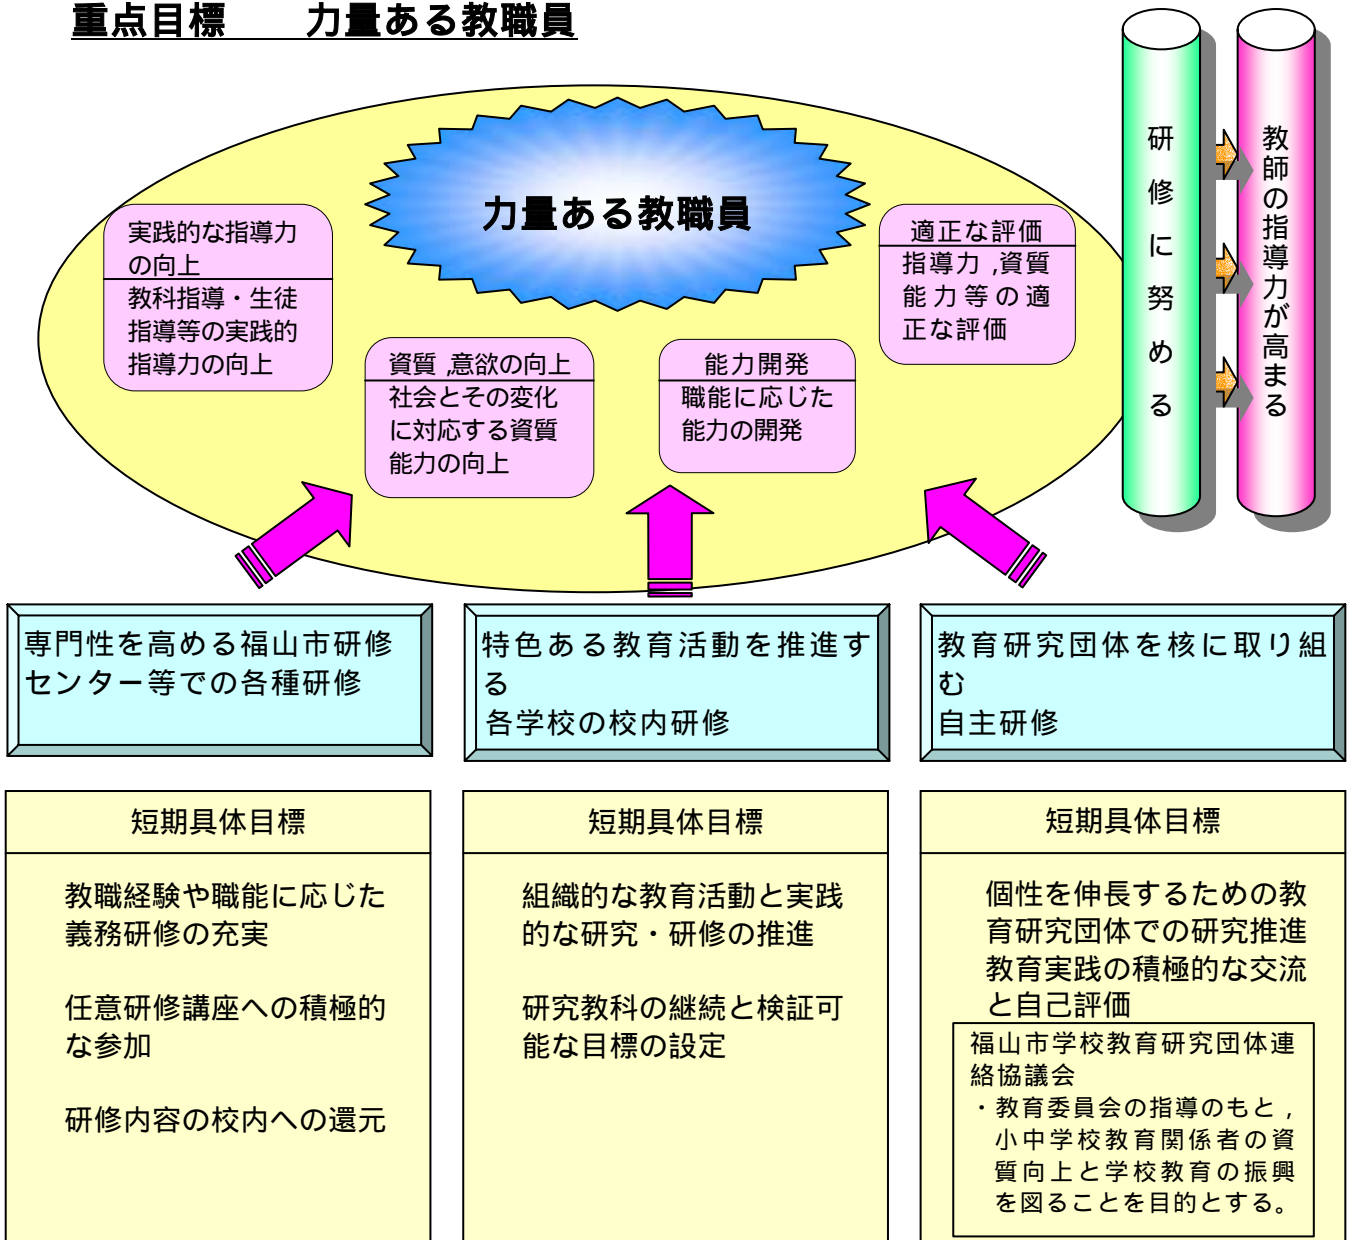 重点目標　　力量ある教職員
力量ある教職員
実践的な指導力
の向上
教科指導・生徒
指導等の実践的
指導力の向上
資質,意欲の向上
社会とその変化
に対応する資質
能力の向上
能力開発
職能に応じた
能力の開発
適正な評価
指導力,資質
能力等の適
正な評価
研修に努める
教師の指導力が高まる
専門性を高める福山市研修
センター等での各種研修
特色ある教育活動を推進す
る
各学校の校内研修
教育研究団体を核に取り組
む
自主研修
短期具体目標
教職経験や職能に応じた
義務研修の充実
任意研修講座への積極的
な参加
研修内容の校内への還元
短期具体目標
組織的な教育活動と実践
的な研究・研修の推進
研究教科の継続と検証可
能な目標の設定
短期具体目標
個性を伸長するための教
育研究団体での研究推進
教育実践の積極的な交流
と自己評価
福山市学校教育研究団体連
絡協議会
・教育委員会の指導のもと,
小中学校教育関係者の資
質向上と学校教育の振興
を図ることを目的とする。